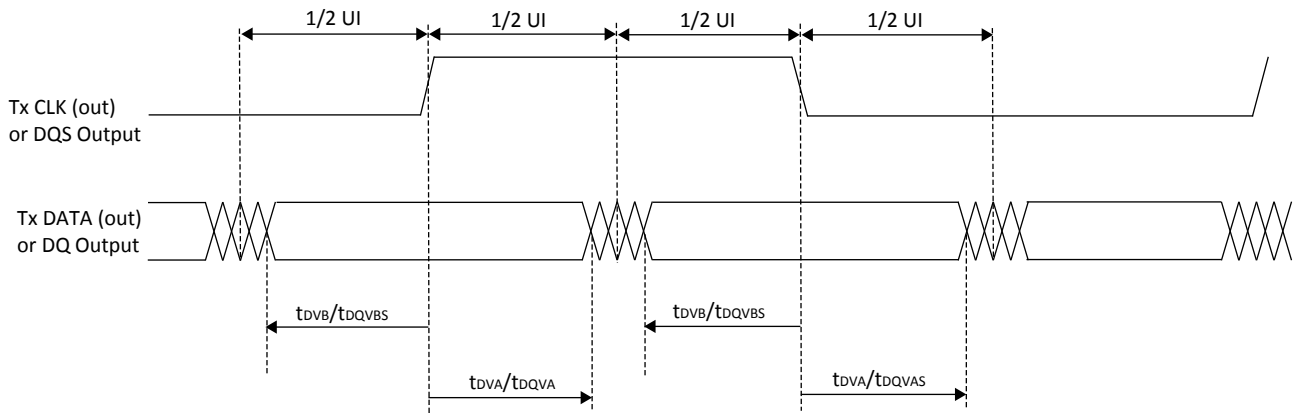 1/2 UI
1/2 UI
1/2 UI
1/2 UI
Tx CLK (out)
or DQS Output
Tx DATA (out)
or DQ Output
tDVB/tDQVBS
tDVB/tDQVBS
tDVA/tDQVA
tDVA/tDQVAS